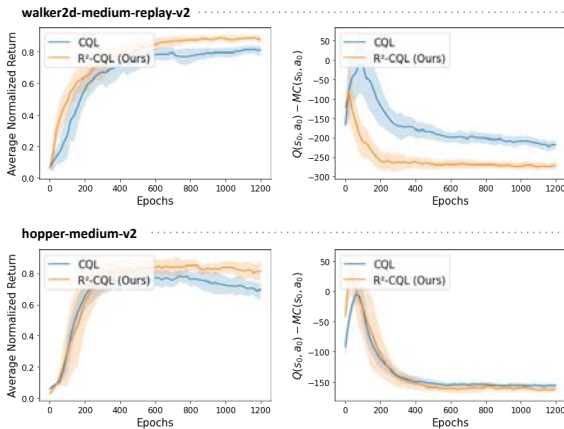 walker2d-medium-replay-v2
Average Normalized Return
0.8
0.6
0.4
0.2
0.0
CQL
R²-CQL (Ours)
0 200 400 600 800 1000 1200
Epochs
Q(s₀, a₀) − MC(s₀, a₀)
50
0
−50
−100
−150
−200
−250
−300
CQL
R²-CQL (Ours)
0 200 400 600 800 1000 1200
Epochs
hopper-medium-v2
Average Normalized Return
0.8
0.6
0.4
0.2
0.0
CQL
R²-CQL (Ours)
0 200 400 600 800 1000 1200
Epochs
Q(s₀, a₀) − MC(s₀, a₀)
50
0
−50
−100
−150
CQL
R²-CQL (Ours)
0 200 400 600 800 1000 1200
Epochs